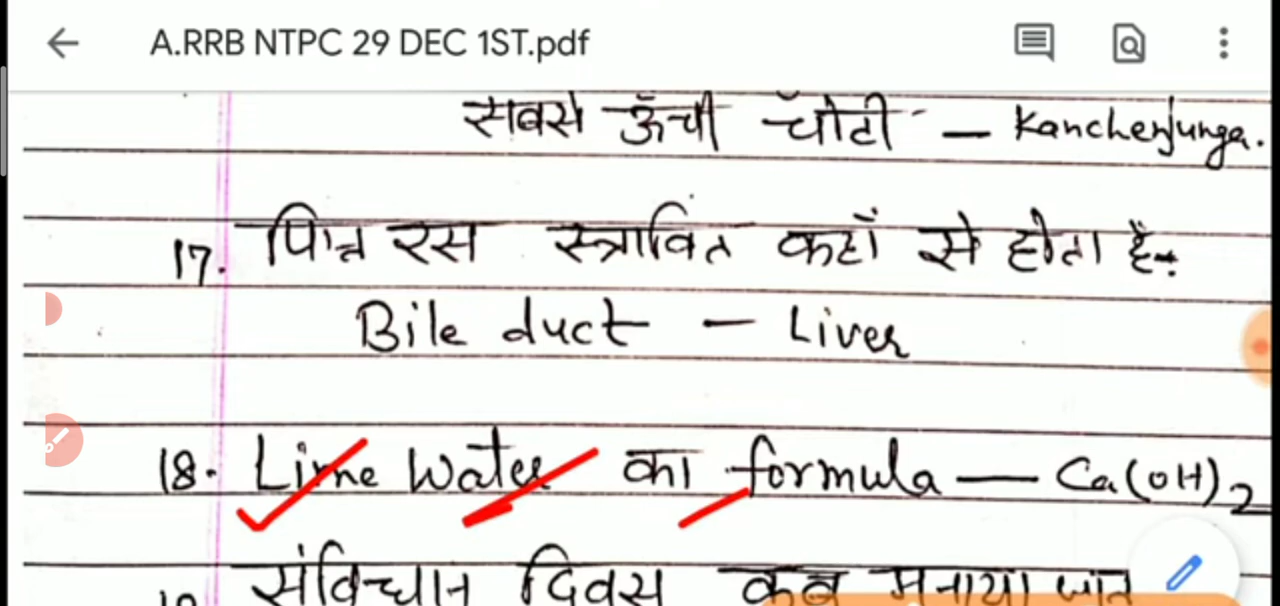 A.RRB NTPC 29 DEC 1ST.pdf
सबसे ऊँची चोटी - Kanchenjunga.
17. पित्त रस स्त्रावित कहाँ से होता है-
Bile duct - Liver
18. Lime Water का formula - Ca(OH)2
संविधान दिवस कब मनाया